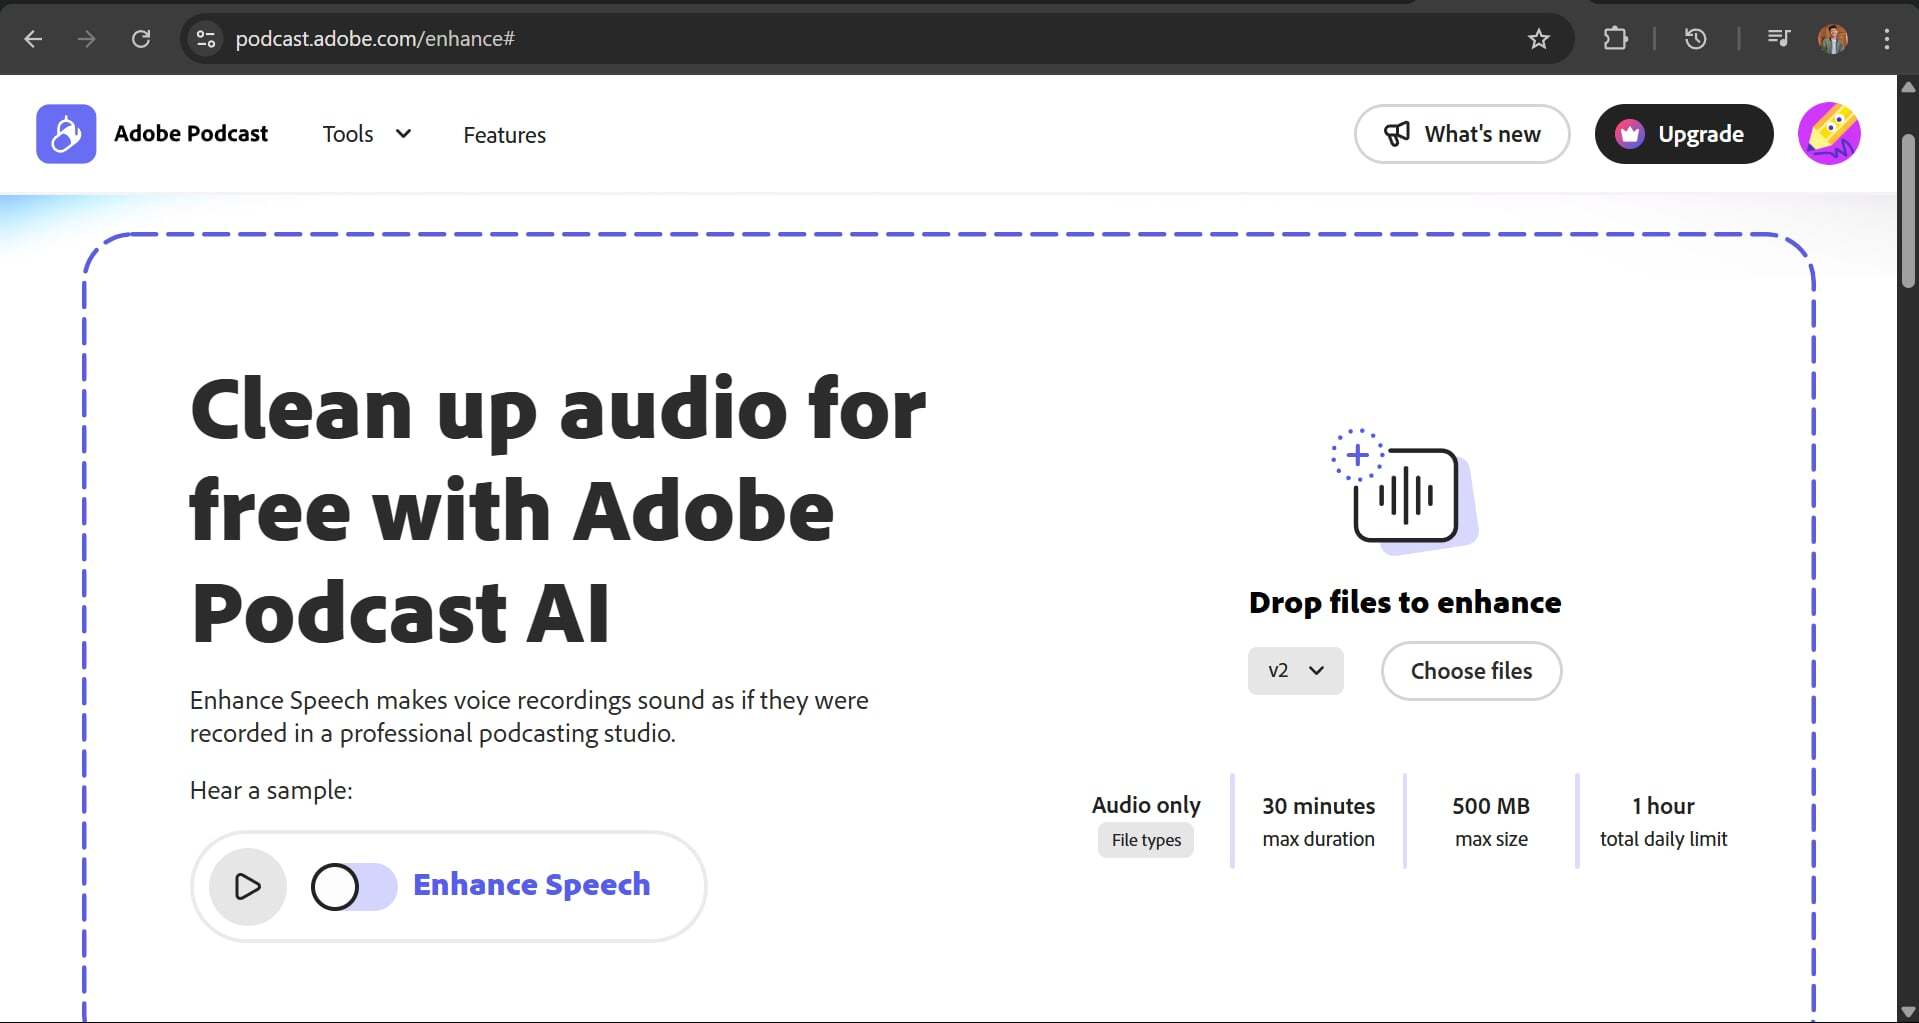 podcast.adobe.com/enhance#
Adobe Podcast
Tools
Features
What's new
Upgrade
Clean up audio for
free with Adobe
Podcast AI
Enhance Speech makes voice recordings sound as if they were
recorded in a professional podcasting studio.
Hear a sample:
Enhance Speech
Drop files to enhance
v2
Choose files
Audio only
File types
30 minutes
max duration
500 MB
max size
1 hour
total daily limit